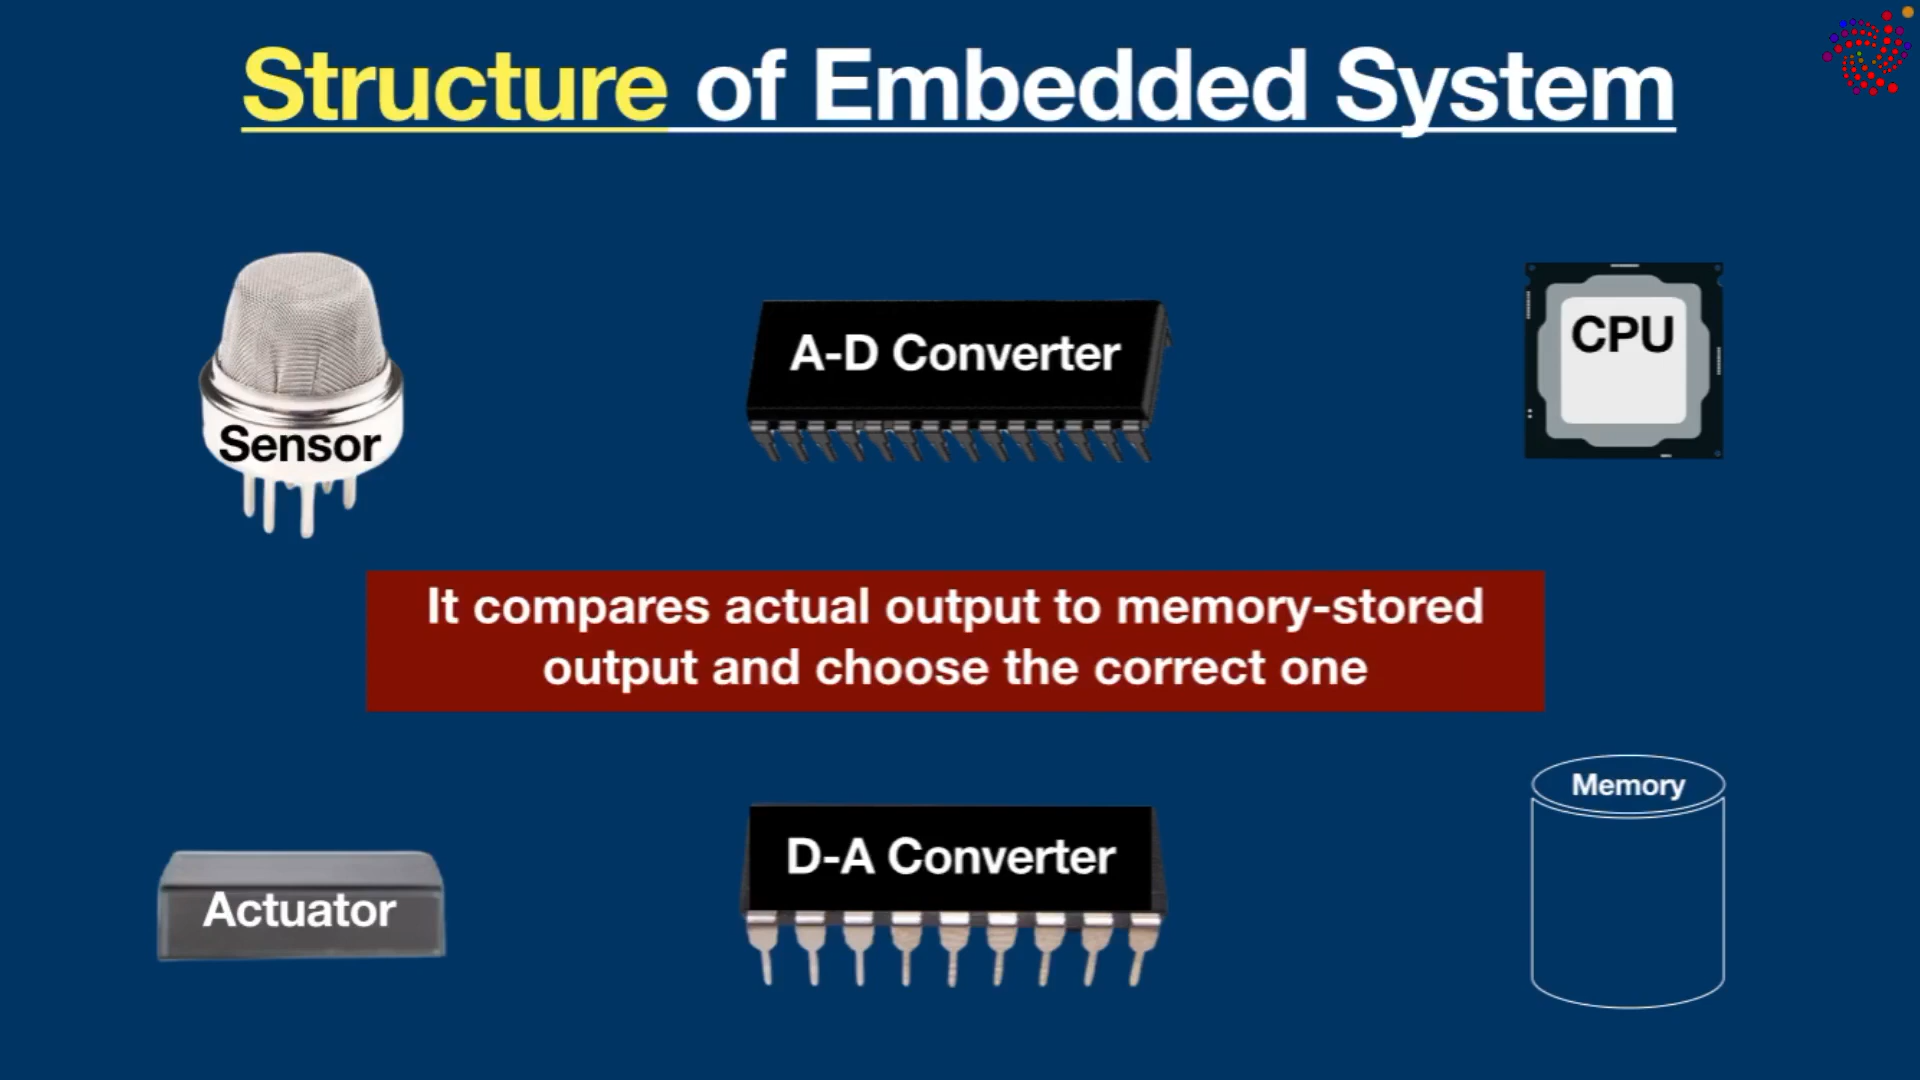 Structure of Embedded System
Sensor
A-D Converter
CPU
It compares actual output to memory-stored
output and choose the correct one
Actuator
D-A Converter
Memory